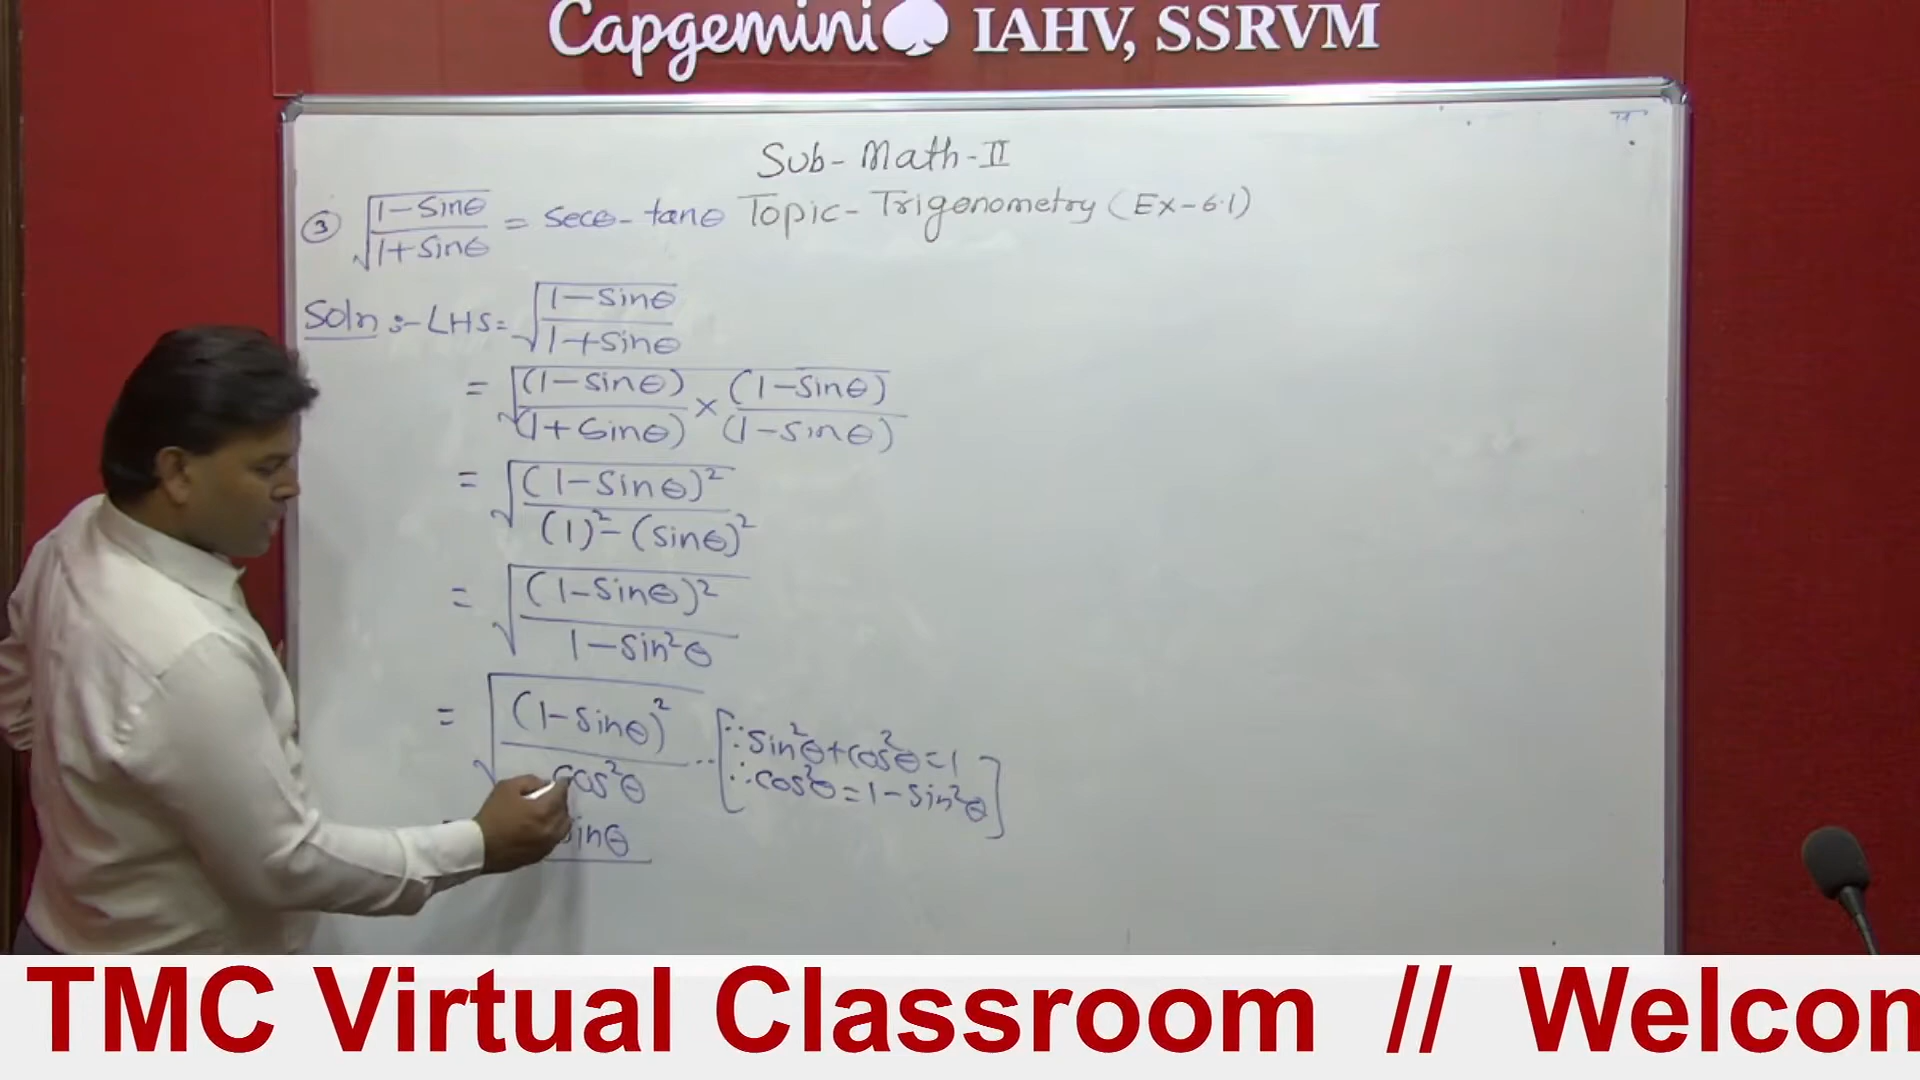 Capgemini IAHV, SSRVM
Sub- Math-II
Topic- Trigonometry (Ex-6.1)
③ √((1-sinθ)/(1+sinθ)) = secθ- tanθ
Soln :- LHS= √((1-sinθ)/(1+sinθ))
= √((1-sinθ)/(1+sinθ) × (1-sinθ)/(1-sinθ))
= √((1-sinθ)²/((1)²-(sinθ)²))
= √((1-sinθ)²/(1-sin²θ))
= √((1-sinθ)²/cos²θ) ..[∵sin²θ+cos²θ=1
∴cos²θ=1-sin²θ]
sinθ
TMC Virtual Classroom // Welcon